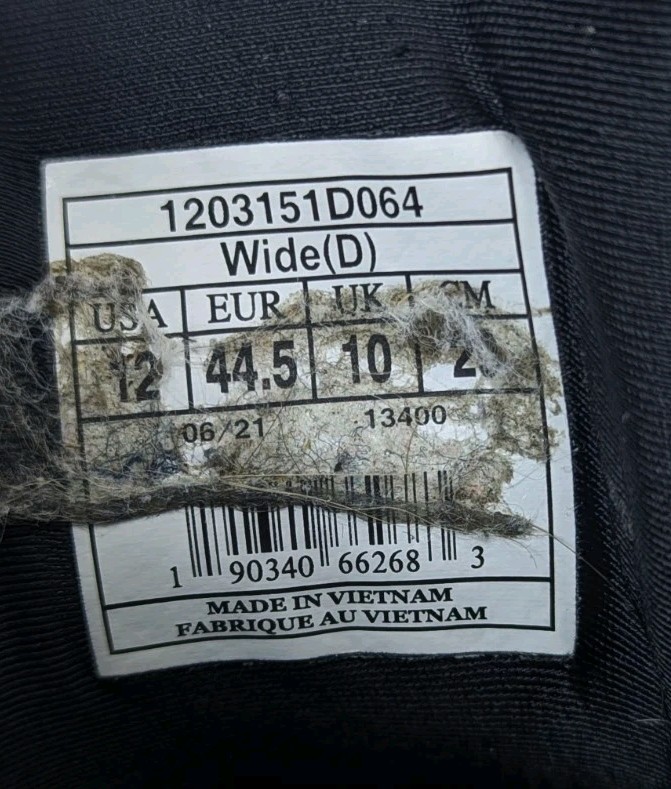 1203151D064
Wide(D)
USA EUR UK CM
12 44.5 10
06/21 13400
1 90340 66268 3
MADE IN VIETNAM
FABRIQUE AU VIETNAM